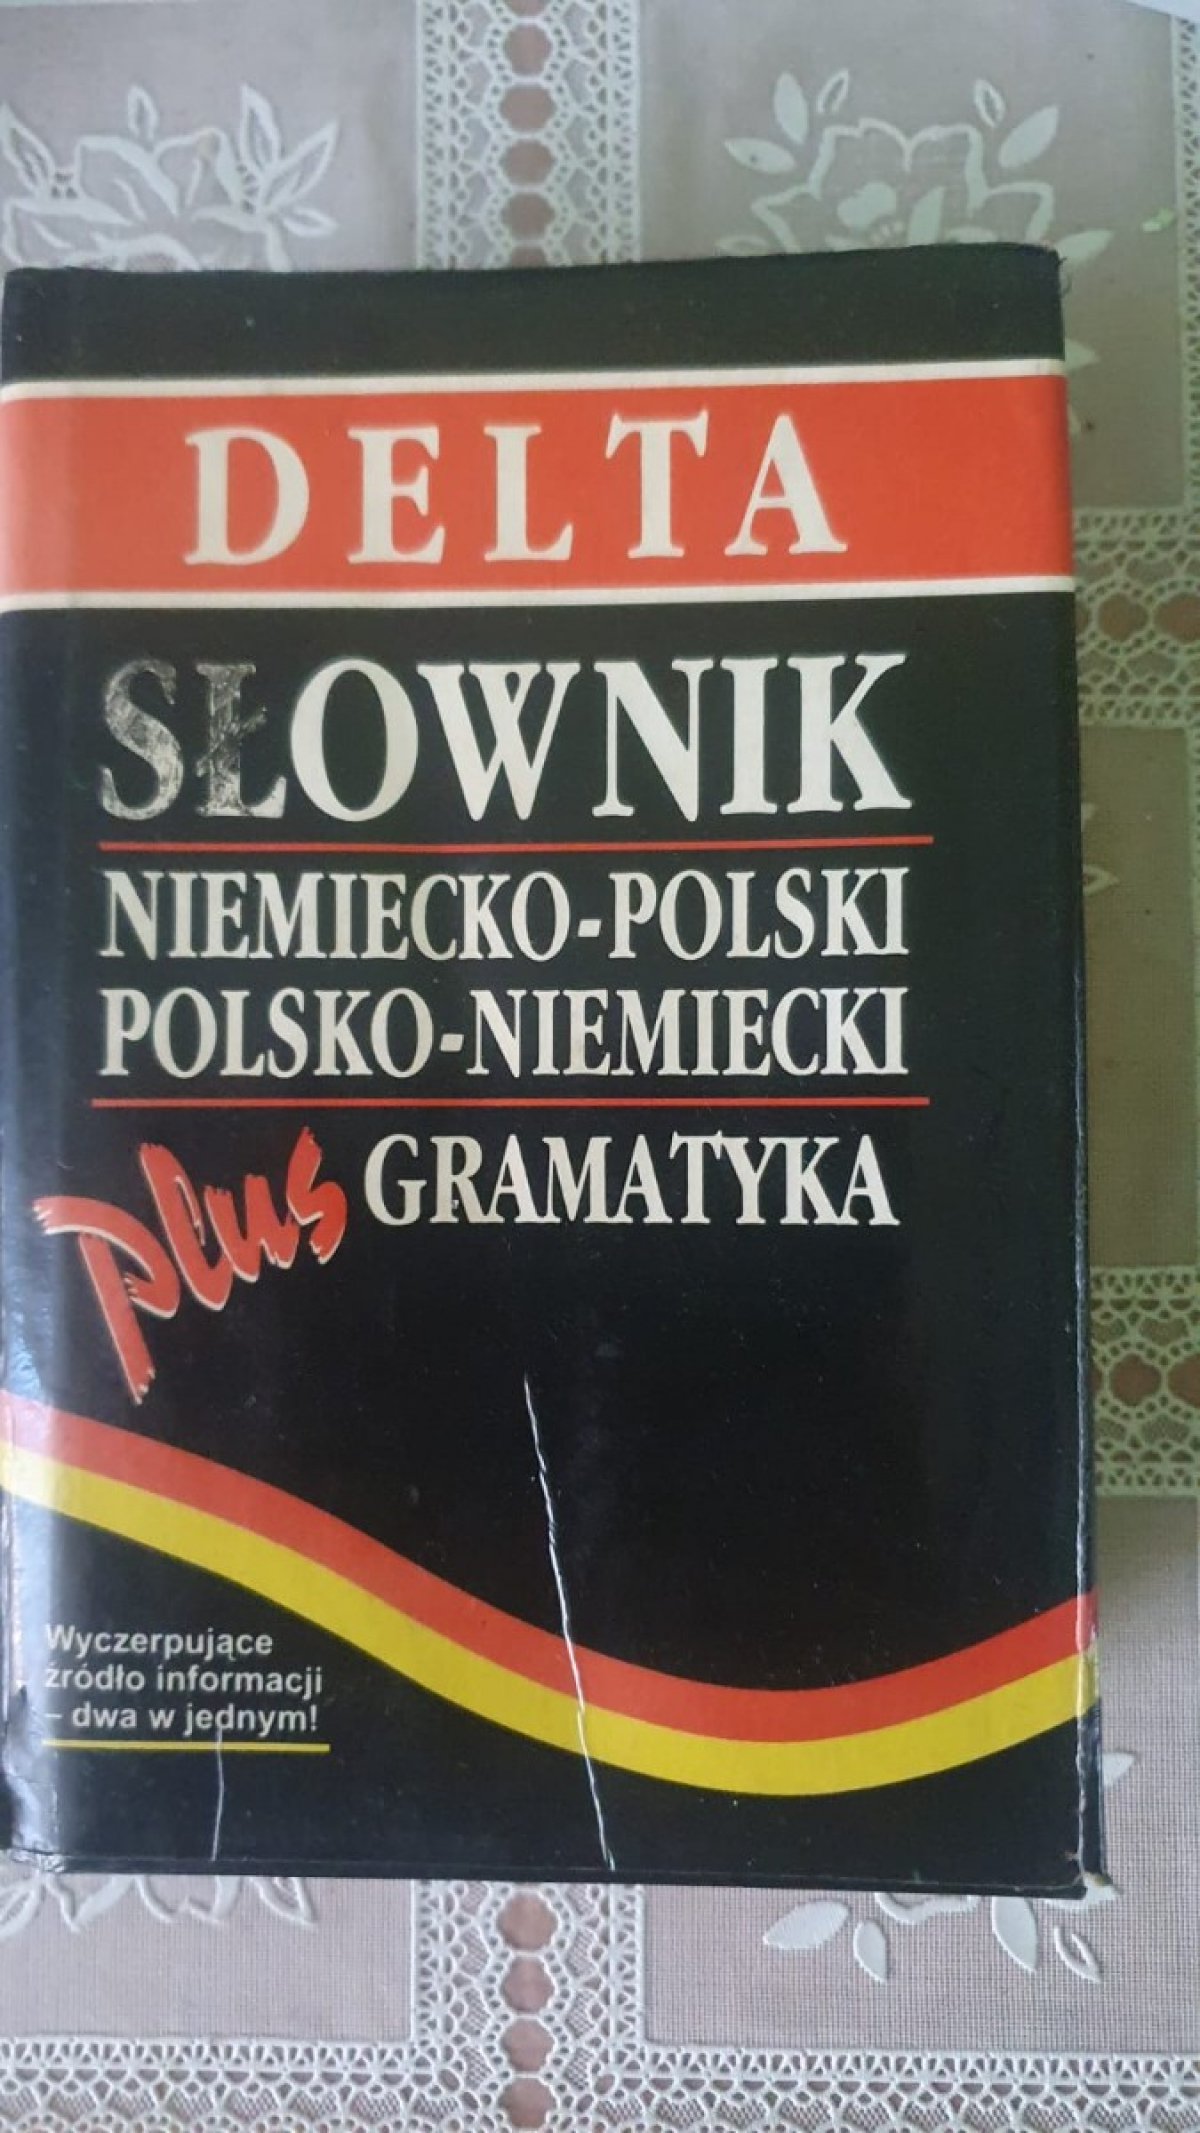 DELTA
SŁOWNIK
NIEMIECKO-POLSKI
POLSKO-NIEMIECKI
plus GRAMATYKA
Wyczerpujące
źródło informacji
– dwa w jednym!